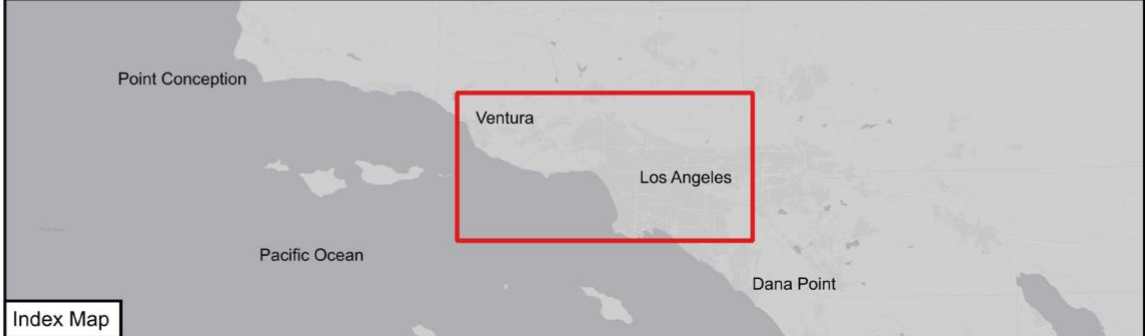 Point Conception
Ventura
Los Angeles
Pacific Ocean
Dana Point
Index Map